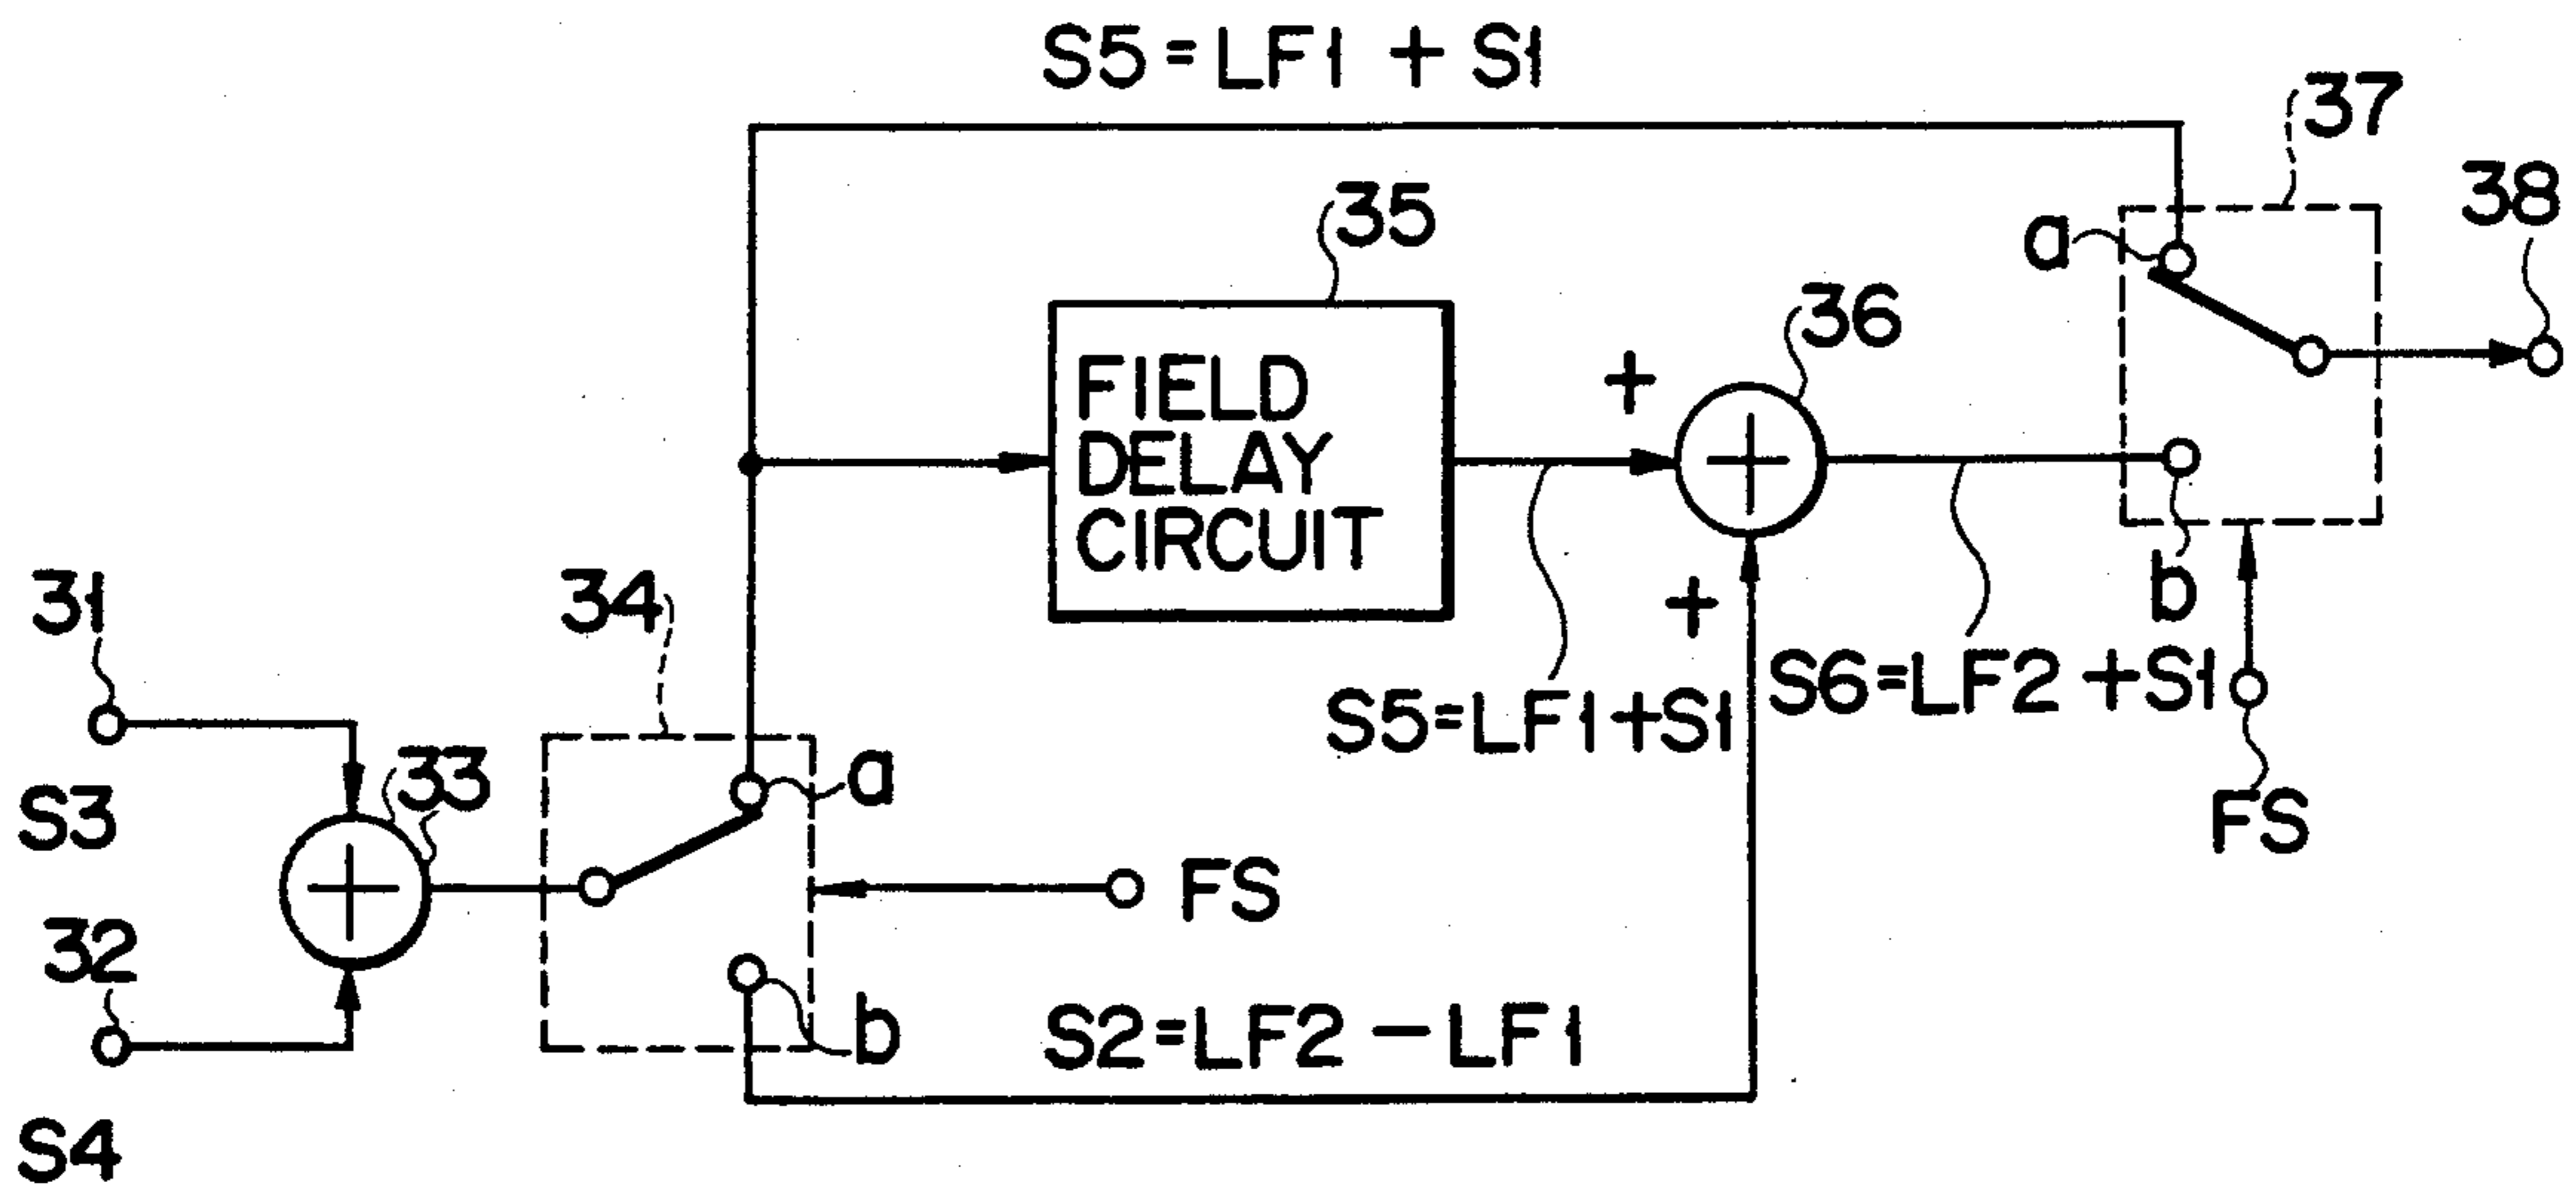 S5=LF1 + S1
37
38
a
35
36
+
FIELD
DELAY
CIRCUIT
b
+
31
34
S6=LF2+S1
S5=LF1+S1
33
a
S3
FS
FS
32
b
S2=LF2-LF1
S4